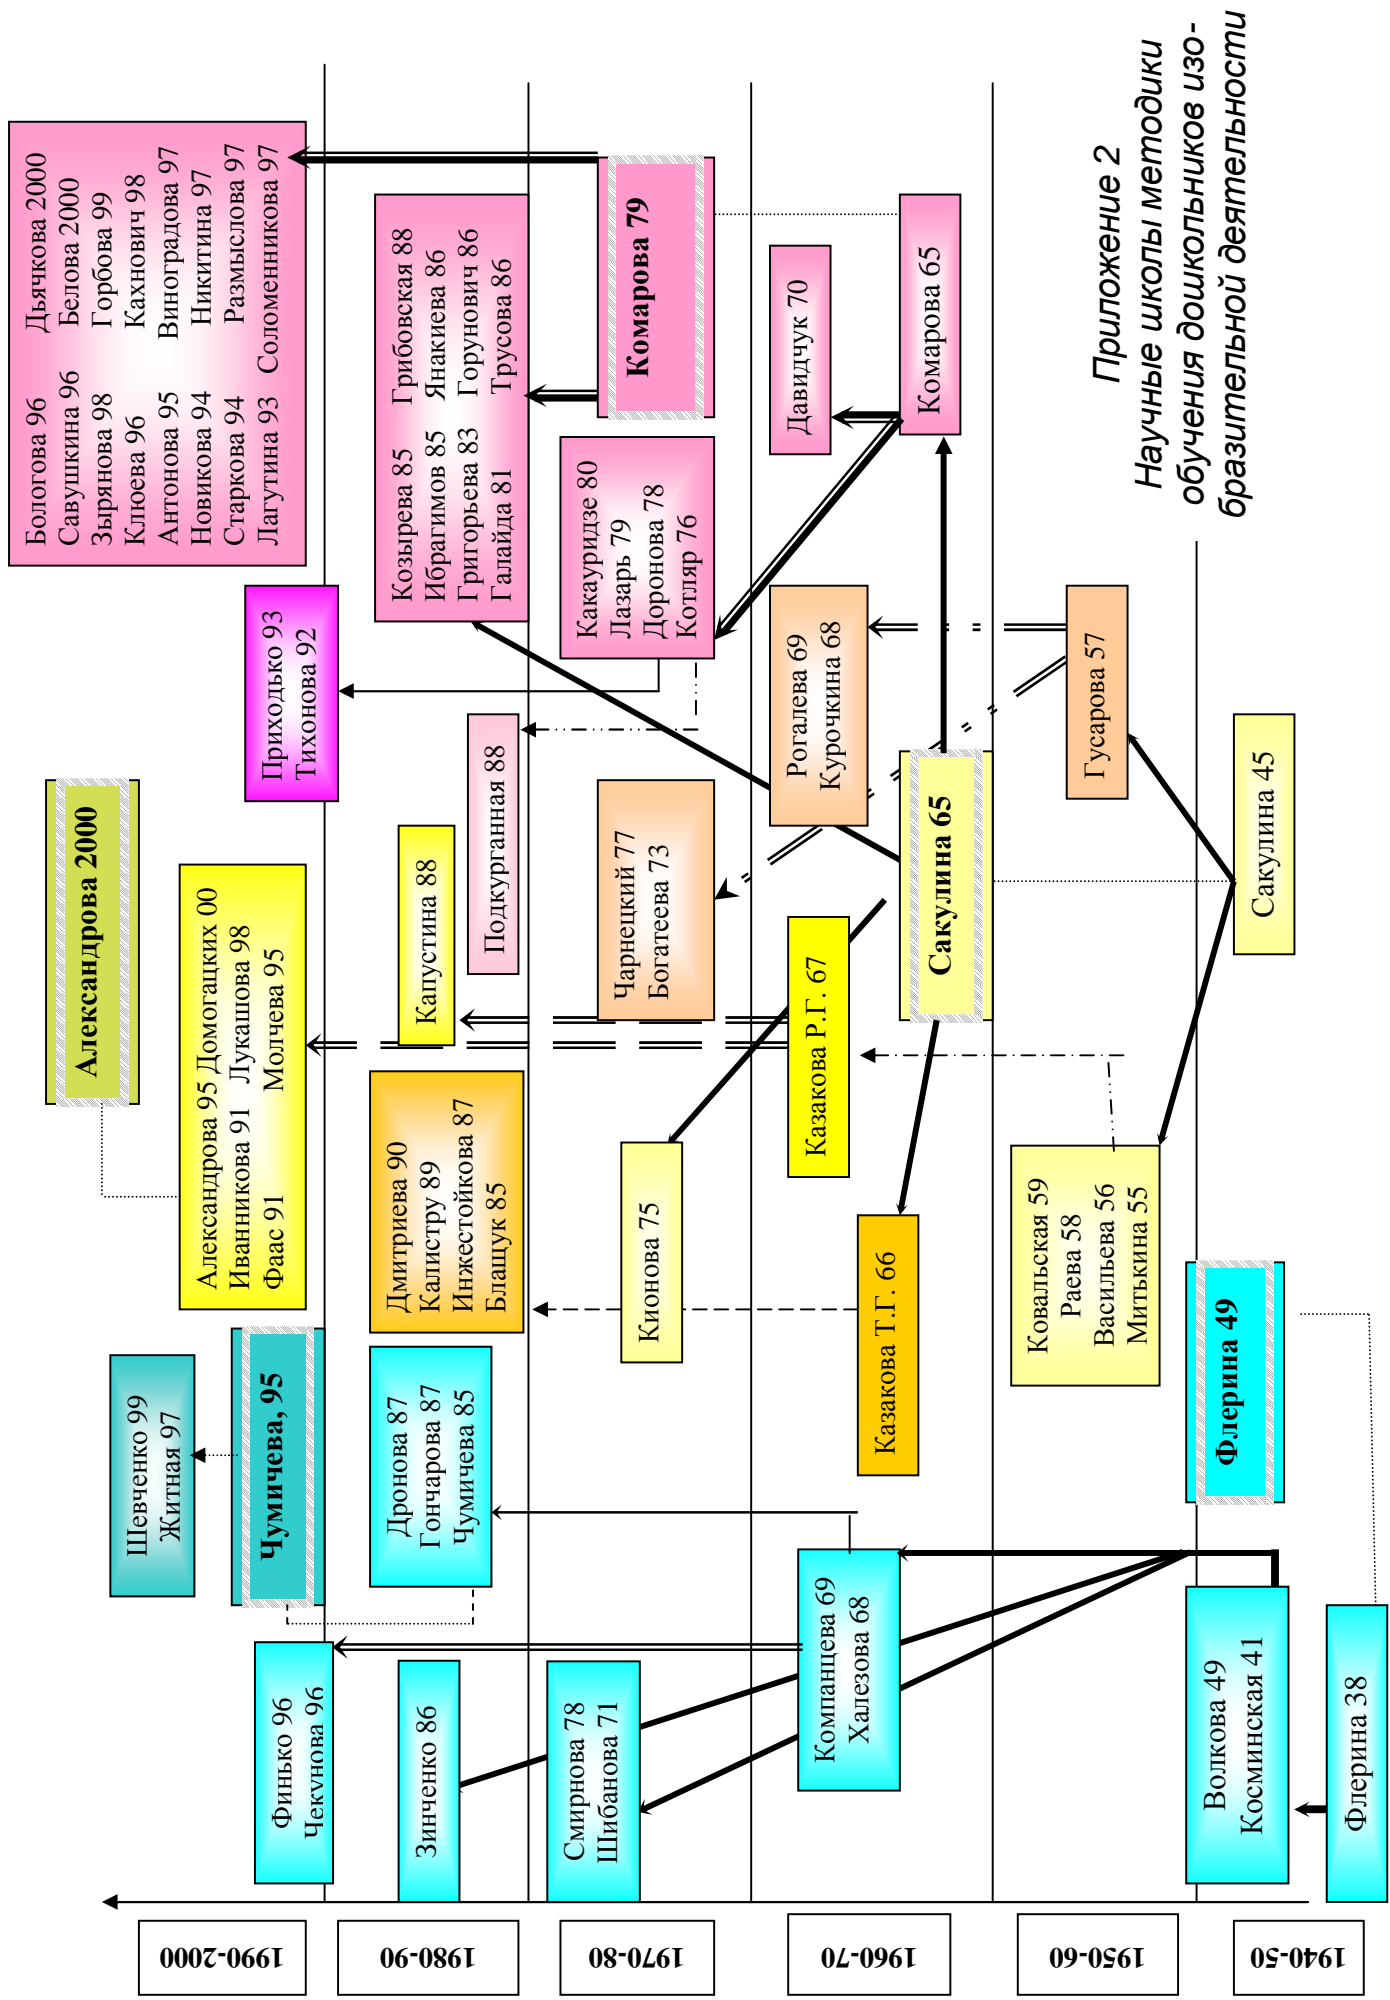 Приложение 2
Научные школы методики
обучения дошкольников изо-
бразительной деятельности
1990-2000
1980-90
1970-80
1960-70
1950-60
1940-50
Финько 96
Чекунова 96
Шевченко 99
Житная 97
Чумичева, 95
Александрова 2000
Александрова 95 Домогацких 00
Иванникова 91 Лукашова 98
Фаас 91 Молчева 95
Приходько 93
Тихонова 92
Бологова 96 Дьячкова 2000
Савушкина 96 Белова 2000
Зырянова 98 Горбова 99
Клюева 96 Кахнович 98
Антонова 95 Виноградова 97
Новикова 94 Никитина 97
Старкова 94 Размыслова 97
Лагутина 93 Соломенникова 97
Зинченко 86
Дронова 87
Гончарова 87
Чумичева 85
Дмитриева 90
Калистру 89
Инжестойкова 87
Блащук 85
Капустина 88
Подкурганная 88
Козырева 85 Грибовская 88
Ибрагимов 85 Янакиева 86
Григорьева 83 Горунович 86
Галайда 81 Трусова 86
Смирнова 78
Шибанова 71
Кионова 75
Чарнецкий 77
Богатеева 73
Какауридзе 80
Лазарь 79
Доронова 78
Котляр 76
Комарова 79
Компанцева 69
Халезова 68
Казакова Т.Г. 66
Казакова Р.Г. 67
Рогалева 69
Курочкина 68
Давидчук 70
Сакулина 65
Комарова 65
Ковальская 59
Раева 58
Васильева 56
Митькина 55
Гусарова 57
Флерина 49
Волкова 49
Косминская 41
Сакулина 45
Флерина 38